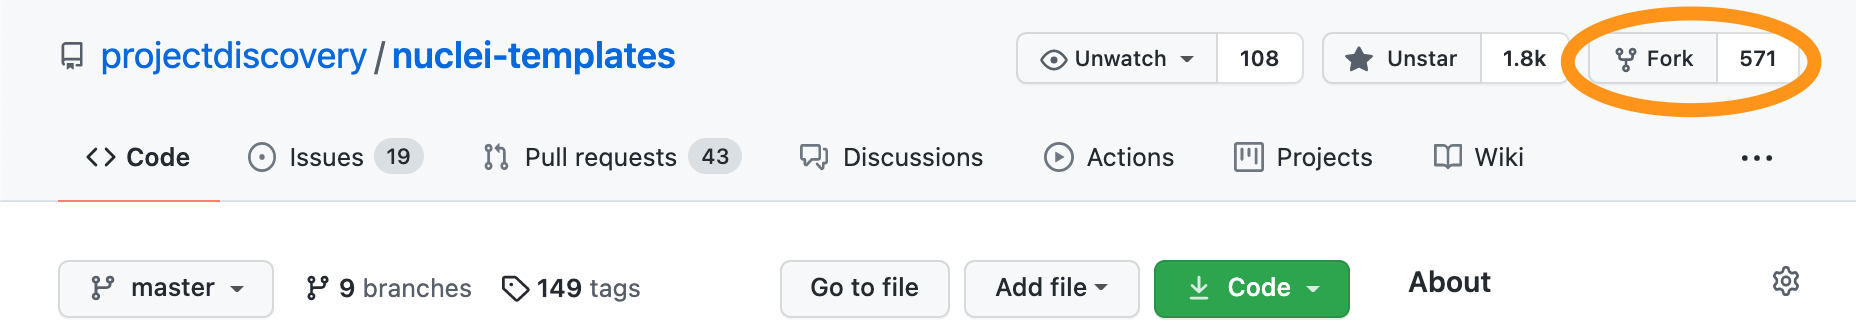 projectdiscovery / nuclei-templates Unwatch 108 Unstar 1.8k Fork 571
Code Issues 19 Pull requests 43 Discussions Actions Projects Wiki ...
master 9 branches 149 tags Go to file Add file Code About